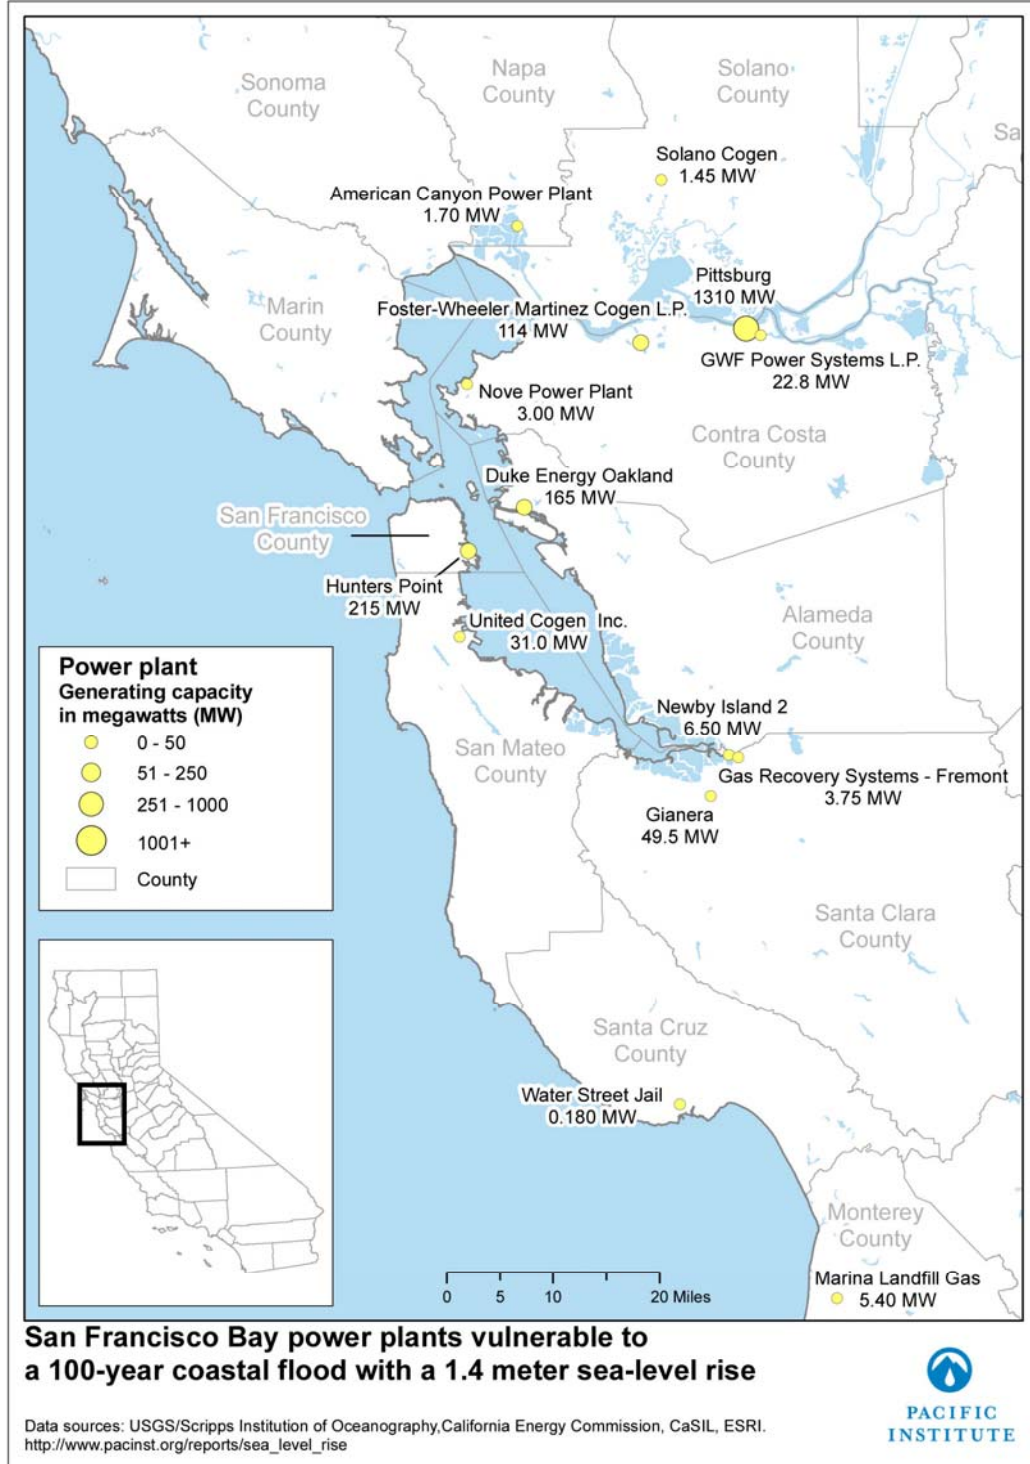 Sonoma
County
Napa
County
Solano
County
Sa
Solano Cogen
1.45 MW
American Canyon Power Plant
1.70 MW
Pittsburg
1310 MW
Marin
County
Foster-Wheeler Martinez Cogen L.P.
114 MW
GWF Power Systems L.P.
22.8 MW
Nove Power Plant
3.00 MW
Contra Costa
County
Duke Energy Oakland
165 MW
San Francisco
County
Hunters Point
215 MW
United Cogen Inc.
31.0 MW
Alameda
County
Power plant
Generating capacity
in megawatts (MW)
0 - 50
51 - 250
251 - 1000
1001+
County
Newby Island 2
6.50 MW
San Mateo
County
Gas Recovery Systems - Fremont
3.75 MW
Gianera
49.5 MW
Santa Clara
County
Santa Cruz
County
Water Street Jail
0.180 MW
Monterey
County
Marina Landfill Gas
5.40 MW
0 5 10 20 Miles
San Francisco Bay power plants vulnerable to
a 100-year coastal flood with a 1.4 meter sea-level rise
Data sources: USGS/Scripps Institution of Oceanography,California Energy Commission, CaSIL, ESRI.
http://www.pacinst.org/reports/sea_level_rise
PACIFIC
INSTITUTE